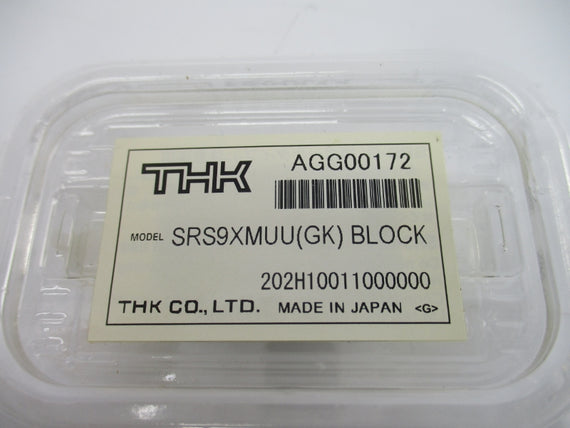 THK
AGG00172
MODEL SRS9XMUU(GK) BLOCK
202H10011000000
THK CO., LTD. MADE IN JAPAN <G>